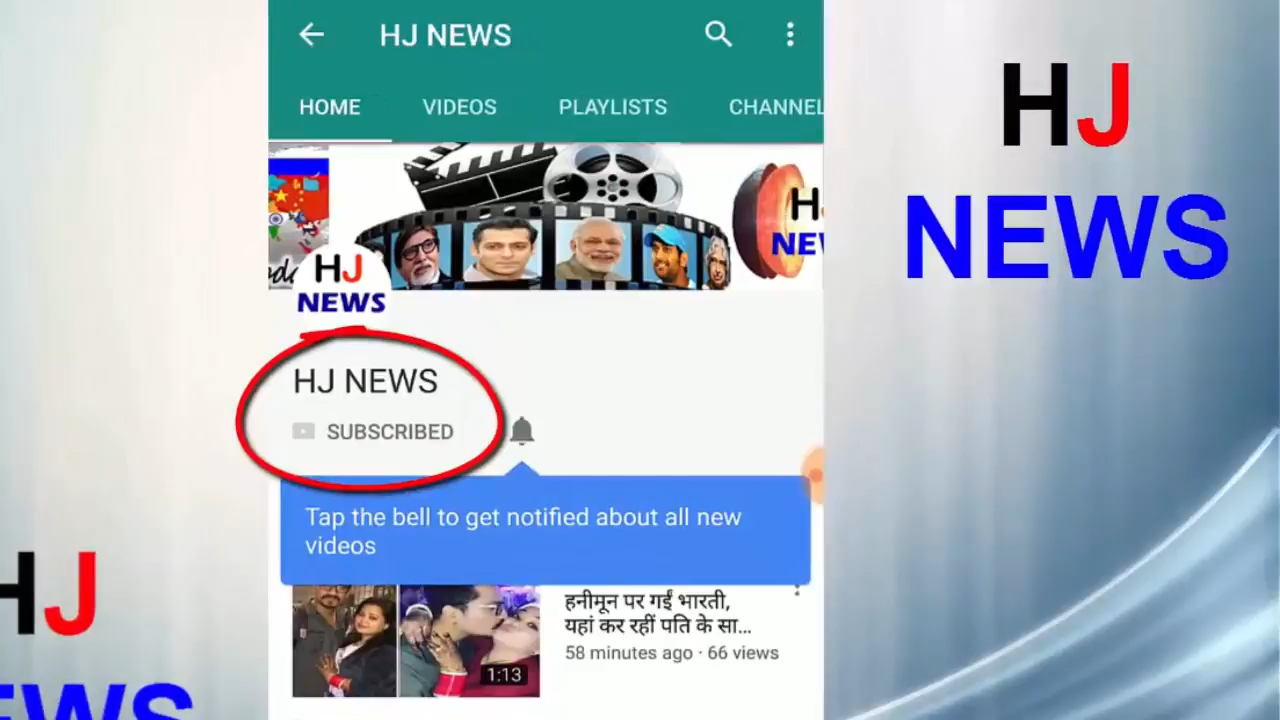 HJ NEWS
HOME VIDEOS PLAYLISTS CHANNEL
HJ
NEWS
HJ
NEWS
HJ NEWS
SUBSCRIBED
Tap the bell to get notified about all new
videos
हनीमून पर गईं भारती,
यहां कर रहीं पति के सा...
58 minutes ago · 66 views
1:13
HJ